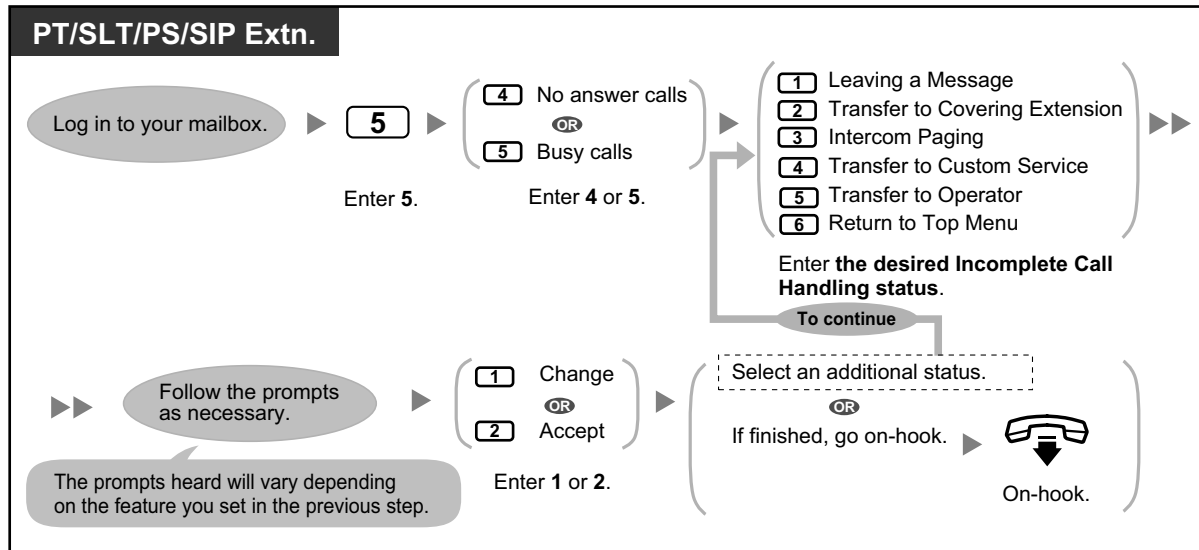 PT/SLT/PS/SIP Extn.
Log in to your mailbox.
5
Enter 5.
4 No answer calls
OR
5 Busy calls
Enter 4 or 5.
1 Leaving a Message
2 Transfer to Covering Extension
3 Intercom Paging
4 Transfer to Custom Service
5 Transfer to Operator
6 Return to Top Menu
Enter the desired Incomplete Call
Handling status.
To continue
Follow the prompts
as necessary.
The prompts heard will vary depending
on the feature you set in the previous step.
1 Change
OR
2 Accept
Enter 1 or 2.
Select an additional status.
OR
If finished, go on-hook.
On-hook.